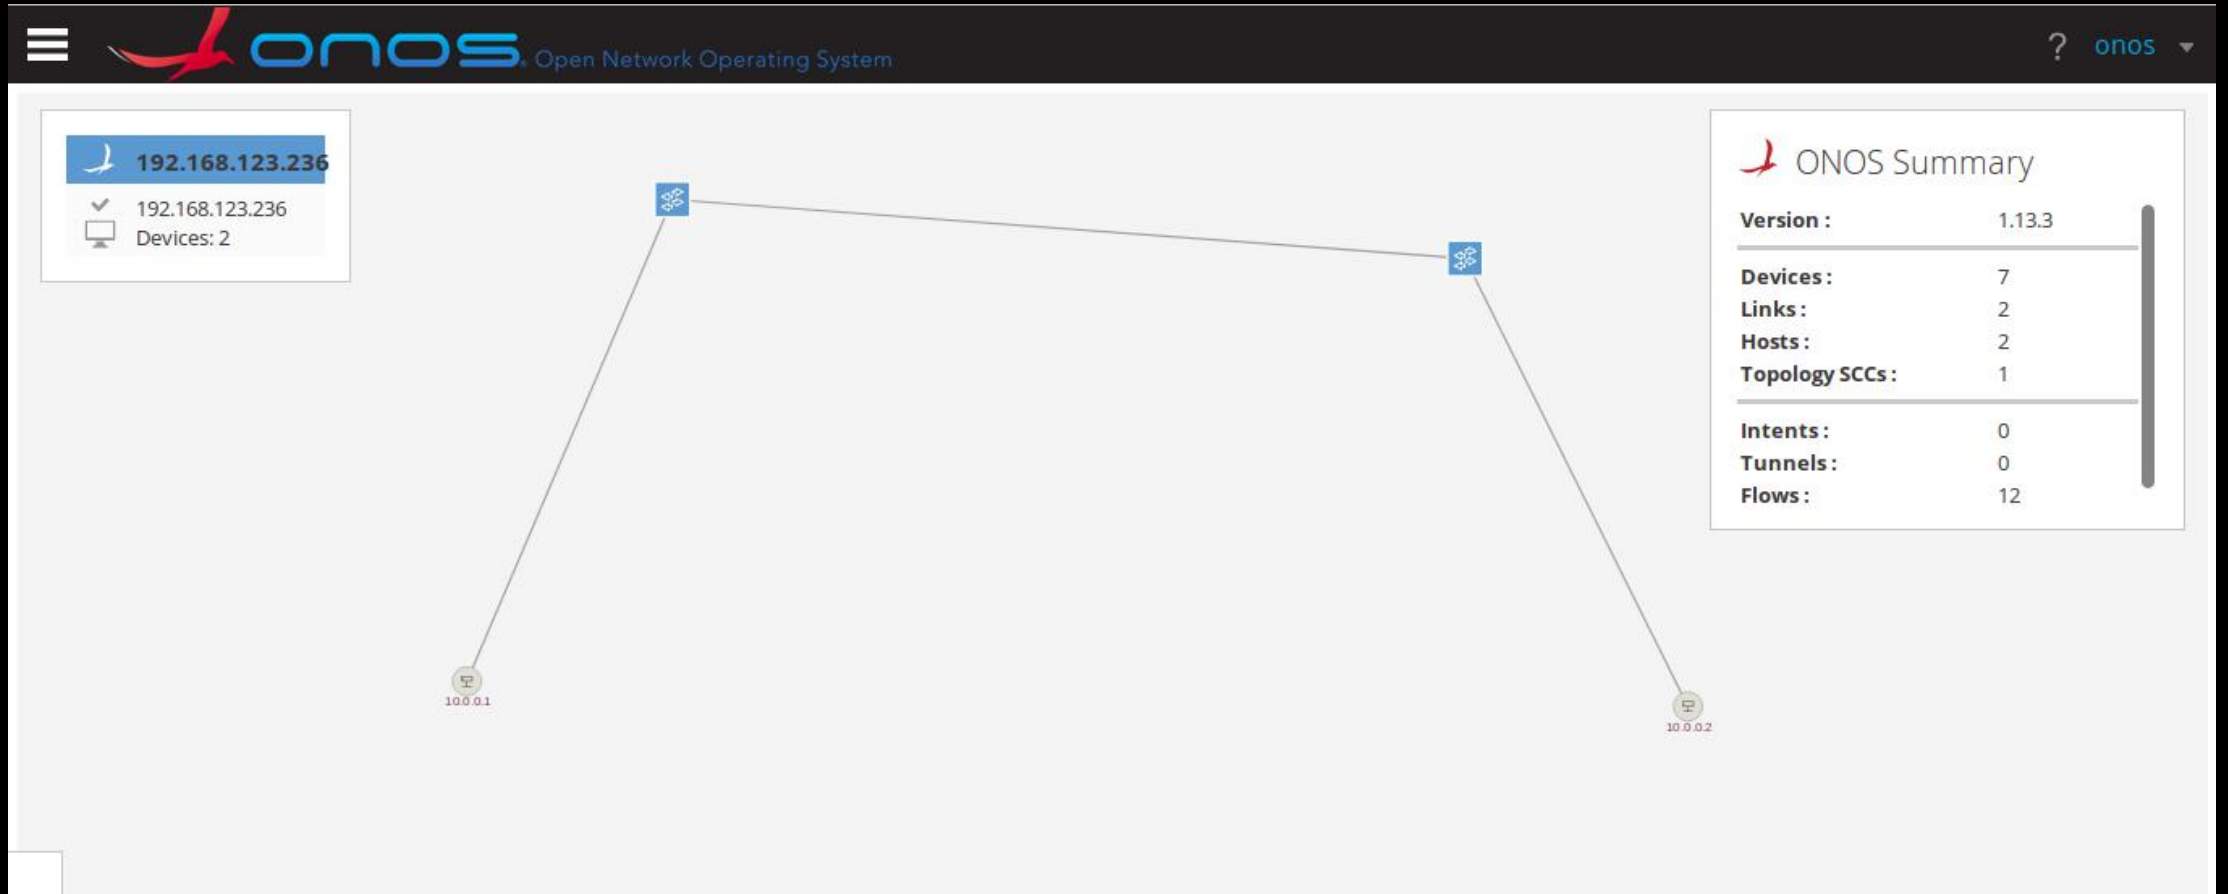 onos Open Network Operating System
? onos
192.168.123.236
192.168.123.236
Devices: 2
ONOS Summary
Version : 1.13.3
Devices : 7
Links : 2
Hosts : 2
Topology SCCs : 1
Intents : 0
Tunnels : 0
Flows : 12
10.0.0.1
10.0.0.2